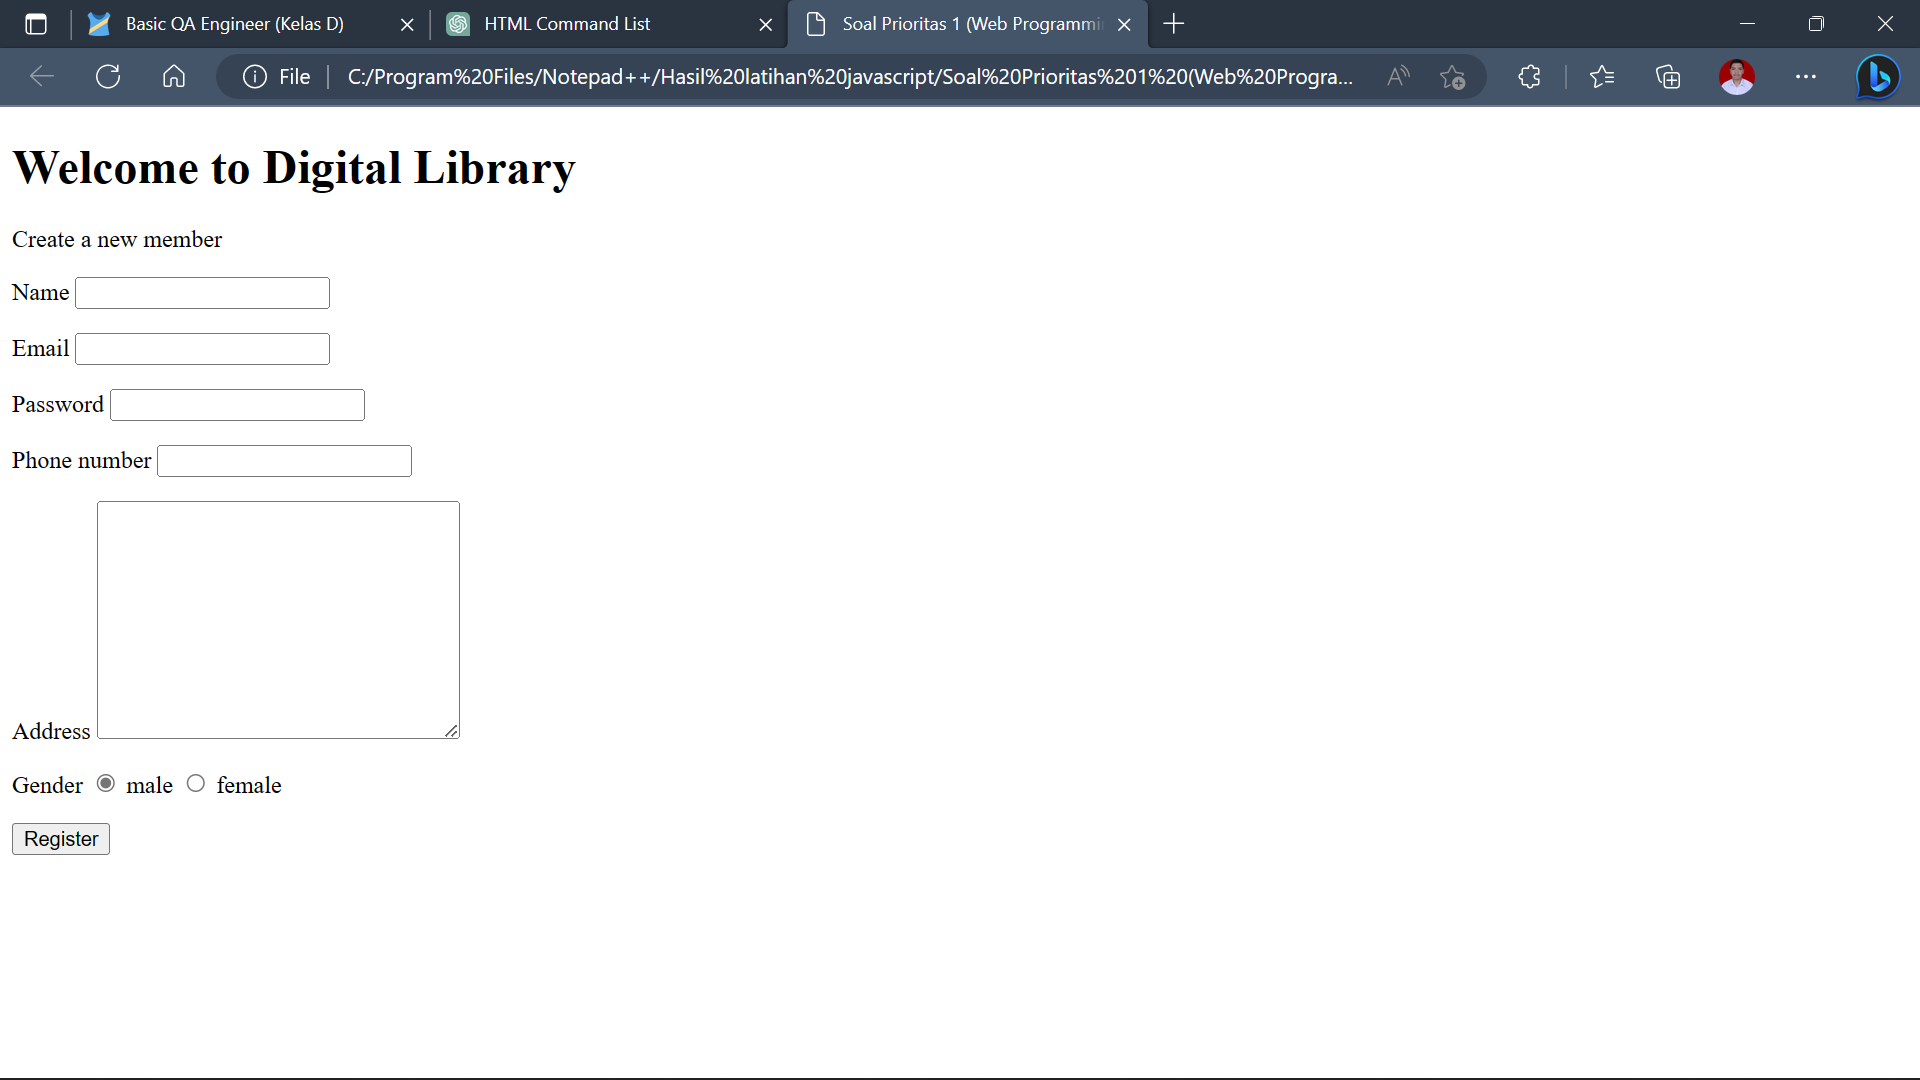 Basic QA Engineer (Kelas D)
HTML Command List
Soal Prioritas 1 (Web Programmi
File
C:/Program%20Files/Notepad++/Hasil%20latihan%20javascript/Soal%20Prioritas%201%20(Web%20Progra...
Welcome to Digital Library
Create a new member
Name
Email
Password
Phone number
Address
Gender male female
Register